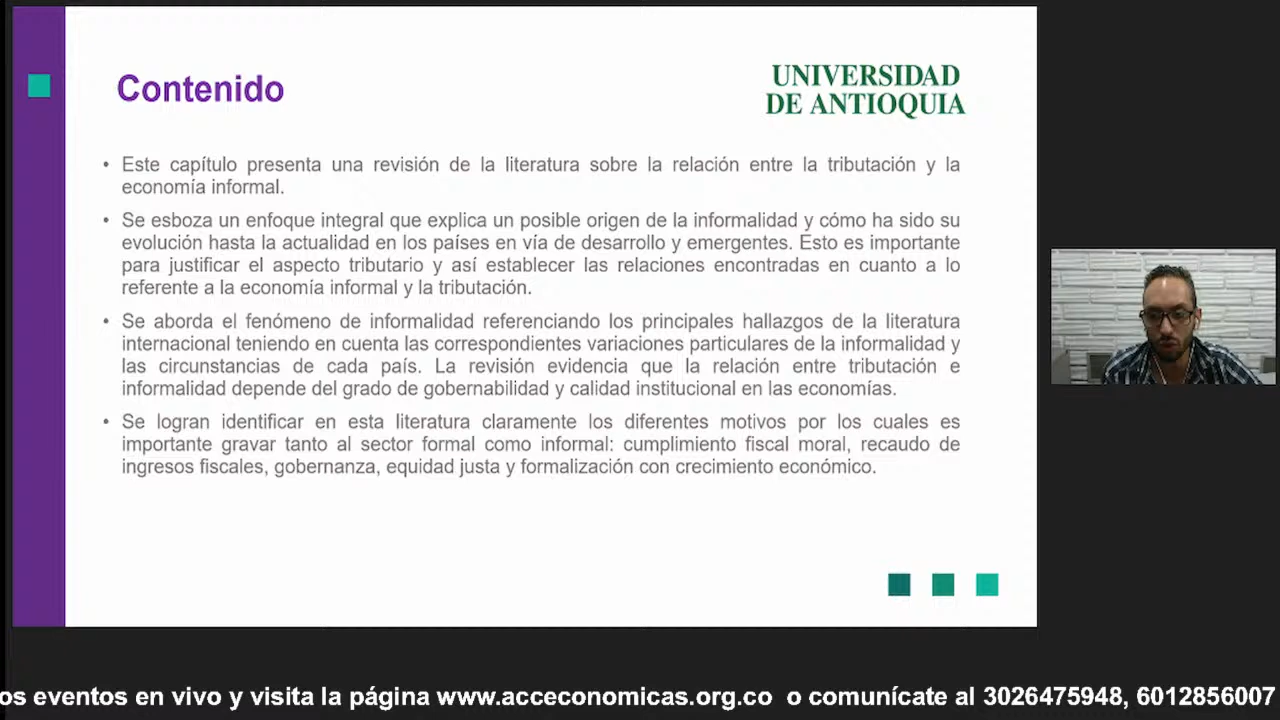 Contenido
UNIVERSIDAD
DE ANTIOQUIA
• Este capítulo presenta una revisión de la literatura sobre la relación entre la tributación y la
economía informal.
• Se esboza un enfoque integral que explica un posible origen de la informalidad y cómo ha sido su
evolución hasta la actualidad en los países en vía de desarrollo y emergentes. Esto es importante
para justificar el aspecto tributario y así establecer las relaciones encontradas en cuanto a lo
referente a la economía informal y la tributación.
• Se aborda el fenómeno de informalidad referenciando los principales hallazgos de la literatura
internacional teniendo en cuenta las correspondientes variaciones particulares de la informalidad y
las circunstancias de cada país. La revisión evidencia que la relación entre tributación e
informalidad depende del grado de gobernabilidad y calidad institucional en las economías.
• Se logran identificar en esta literatura claramente los diferentes motivos por los cuales es
importante gravar tanto al sector formal como informal: cumplimiento fiscal moral, recaudo de
ingresos fiscales, gobernanza, equidad justa y formalización con crecimiento económico.
os eventos en vivo y visita la página www.acceconomicas.org.co o comunícate al 3026475948, 6012856007